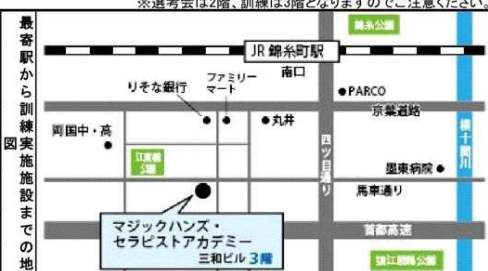 ※選考会は2階、訓練は3階となりますのでご注意ください。
最寄駅から訓練実施施設までの地図
錦糸公園
JR 錦糸町駅
南口
りそな銀行
ファミリーマート
PARCO
京葉道路
両国中・高
丸井
四ツ目通り
横十間川
江東橋公園
墨東病院
馬車通り
マジックハンズ・
セラピストアカデミー
三和ビル 3階
首都高速